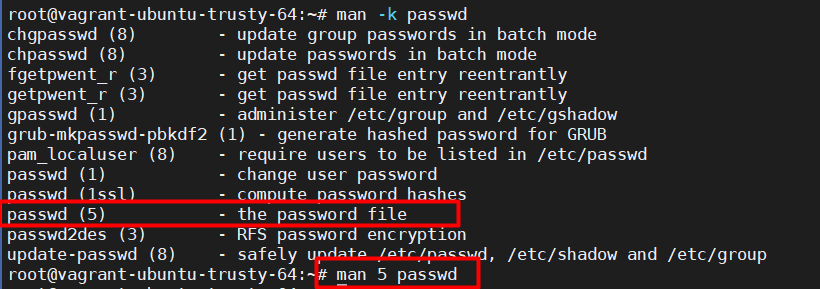 root@vagrant-ubuntu-trusty-64:~# man -k passwd
chgpasswd (8)        - update group passwords in batch mode
chpasswd (8)         - update passwords in batch mode
fgetpwent_r (3)      - get passwd file entry reentrantly
getpwent_r (3)       - get passwd file entry reentrantly
gpasswd (1)          - administer /etc/group and /etc/gshadow
grub-mkpasswd-pbkdf2 (1) - generate hashed password for GRUB
pam_localuser (8)    - require users to be listed in /etc/passwd
passwd (1)           - change user password
passwd (1ssl)        - compute password hashes
passwd (5)           - the password file
passwd2des (3)       - RFS password encryption
update-passwd (8)    - safely update /etc/passwd, /etc/shadow and /etc/group
root@vagrant-ubuntu-trusty-64:~# man 5 passwd